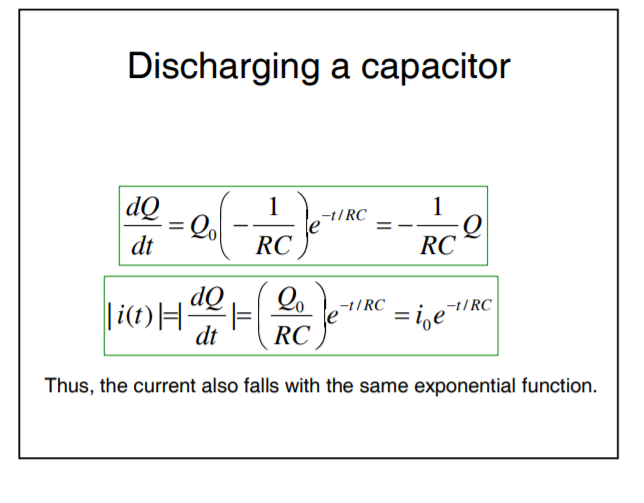 Discharging a capacitor
dQ/dt = Q₀(−1/RC)e^(−t/RC) = −1/RC Q
|i(t)|=|dQ/dt|=(Q₀/RC)e^(−t/RC) = i₀e^(−t/RC)
Thus, the current also falls with the same exponential function.